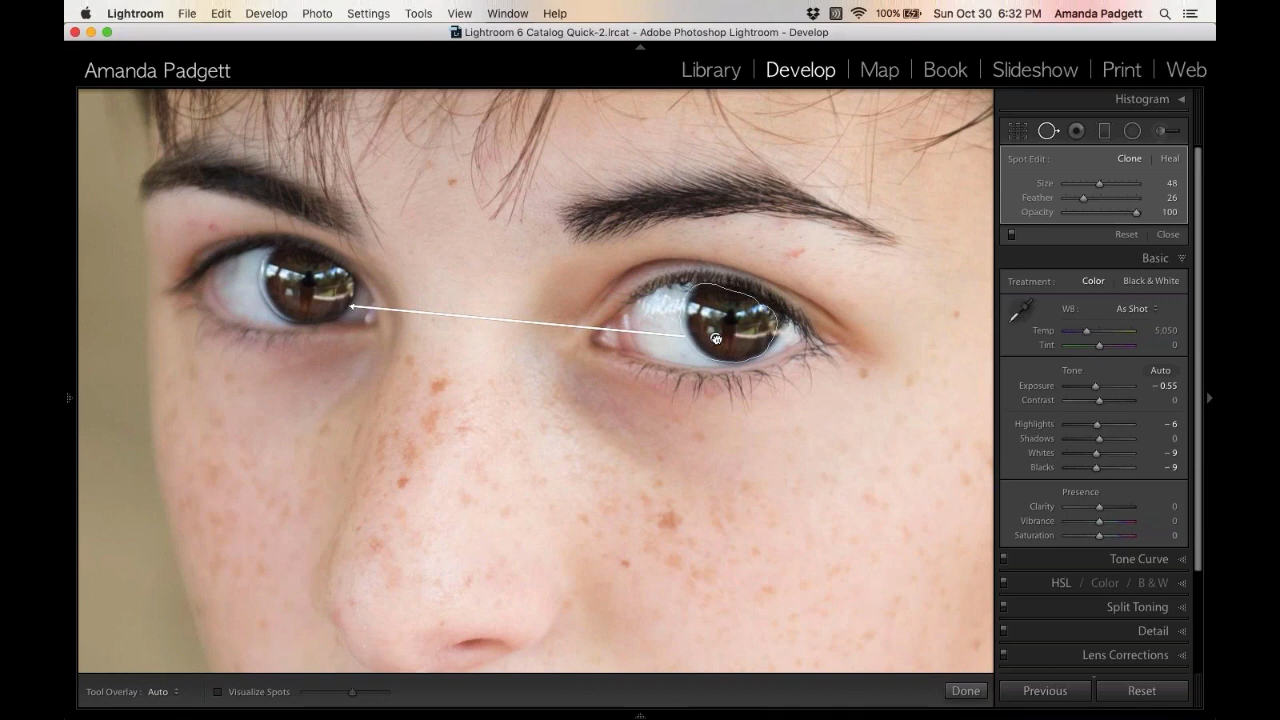 Lightroom File Edit Develop Photo Settings Tools View Window Help 100% Sun Oct 30 6:32 PM Amanda Padgett
Lightroom 6 Catalog Quick-2.lrcat - Adobe Photoshop Lightroom - Develop
Amanda Padgett Library | Develop | Map | Book | Slideshow | Print | Web
Histogram
Spot Edit : Clone | Heal
Size 48
Feather 26
Opacity 100
Reset Close
Basic
Treatment : Color Black & White
WB : As Shot
Temp 5,050
Tint 0
Tone Auto
Exposure – 0.55
Contrast 0
Highlights – 6
Shadows 0
Whites – 9
Blacks – 9
Presence
Clarity 0
Vibrance 0
Saturation 0
Tone Curve
HSL / Color / B & W
Split Toning
Detail
Lens Corrections
Tool Overlay : Auto Visualize Spots Done Previous Reset